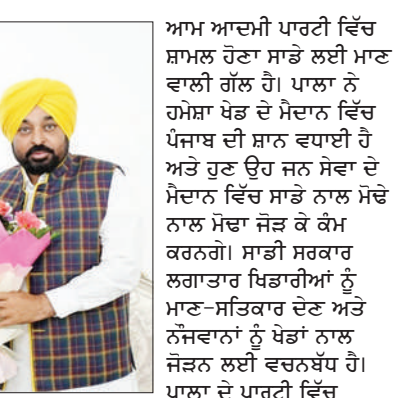 ਆਮ ਆਦਮੀ ਪਾਰਟੀ ਵਿੱਚ
ਸ਼ਾਮਲ ਹੋਣਾ ਸਾਡੇ ਲਈ ਮਾਣ
ਵਾਲੀ ਗੱਲ ਹੈ। ਪਾਲਾ ਨੇ
ਹਮੇਸ਼ਾ ਖੇਡ ਦੇ ਮੈਦਾਨ ਵਿੱਚ
ਪੰਜਾਬ ਦੀ ਸ਼ਾਨ ਵਧਾਈ ਹੈ
ਅਤੇ ਹੁਣ ਉਹ ਜਨ ਸੇਵਾ ਦੇ
ਮੈਦਾਨ ਵਿੱਚ ਸਾਡੇ ਨਾਲ ਮੋਢੇ
ਨਾਲ ਮੋਢਾ ਜੋੜ ਕੇ ਕੰਮ
ਕਰਨਗੇ। ਸਾਡੀ ਸਰਕਾਰ
ਲਗਾਤਾਰ ਖਿਡਾਰੀਆਂ ਨੂੰ
ਮਾਣ-ਸਤਿਕਾਰ ਦੇਣ ਅਤੇ
ਨੌਜਵਾਨਾਂ ਨੂੰ ਖੇਡਾਂ ਨਾਲ
ਜੋੜਨ ਲਈ ਵਚਨਬੱਧ ਹੈ।
ਪਾਲਾ ਦੇ ਪਾਰਟੀ ਵਿੱਚ